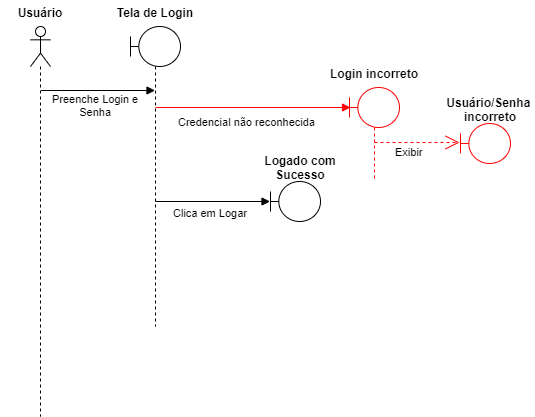 Usuário
Tela de Login
Preenche Login e
Senha
Login incorreto
Credencial não reconhecida
Usuário/Senha
incorreto
Exibir
Logado com
Sucesso
Clica em Logar